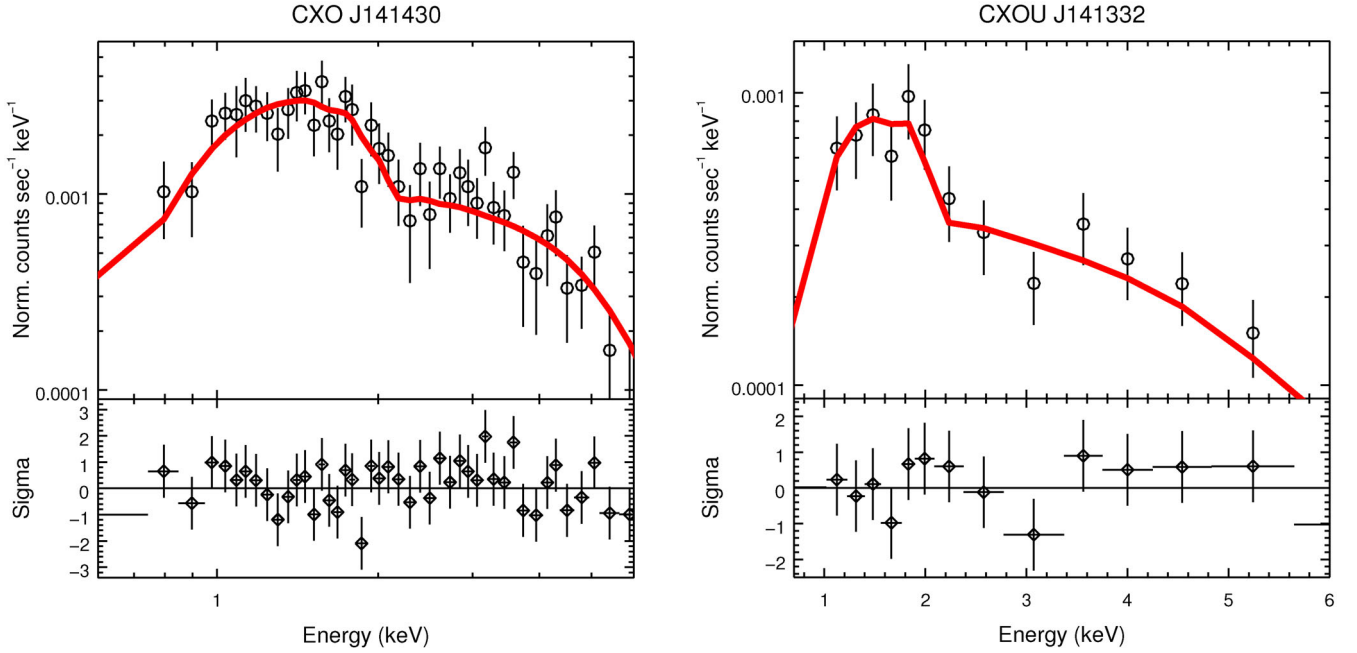 CXO J141430
Norm. counts sec⁻¹ keV⁻¹
0.001
0.0001
Sigma
3
2
1
0
−1
−2
−3
1
Energy (keV)
CXOU J141332
Norm. counts sec⁻¹ keV⁻¹
0.001
0.0001
Sigma
2
1
0
−1
−2
1 2 3 4 5 6
Energy (keV)